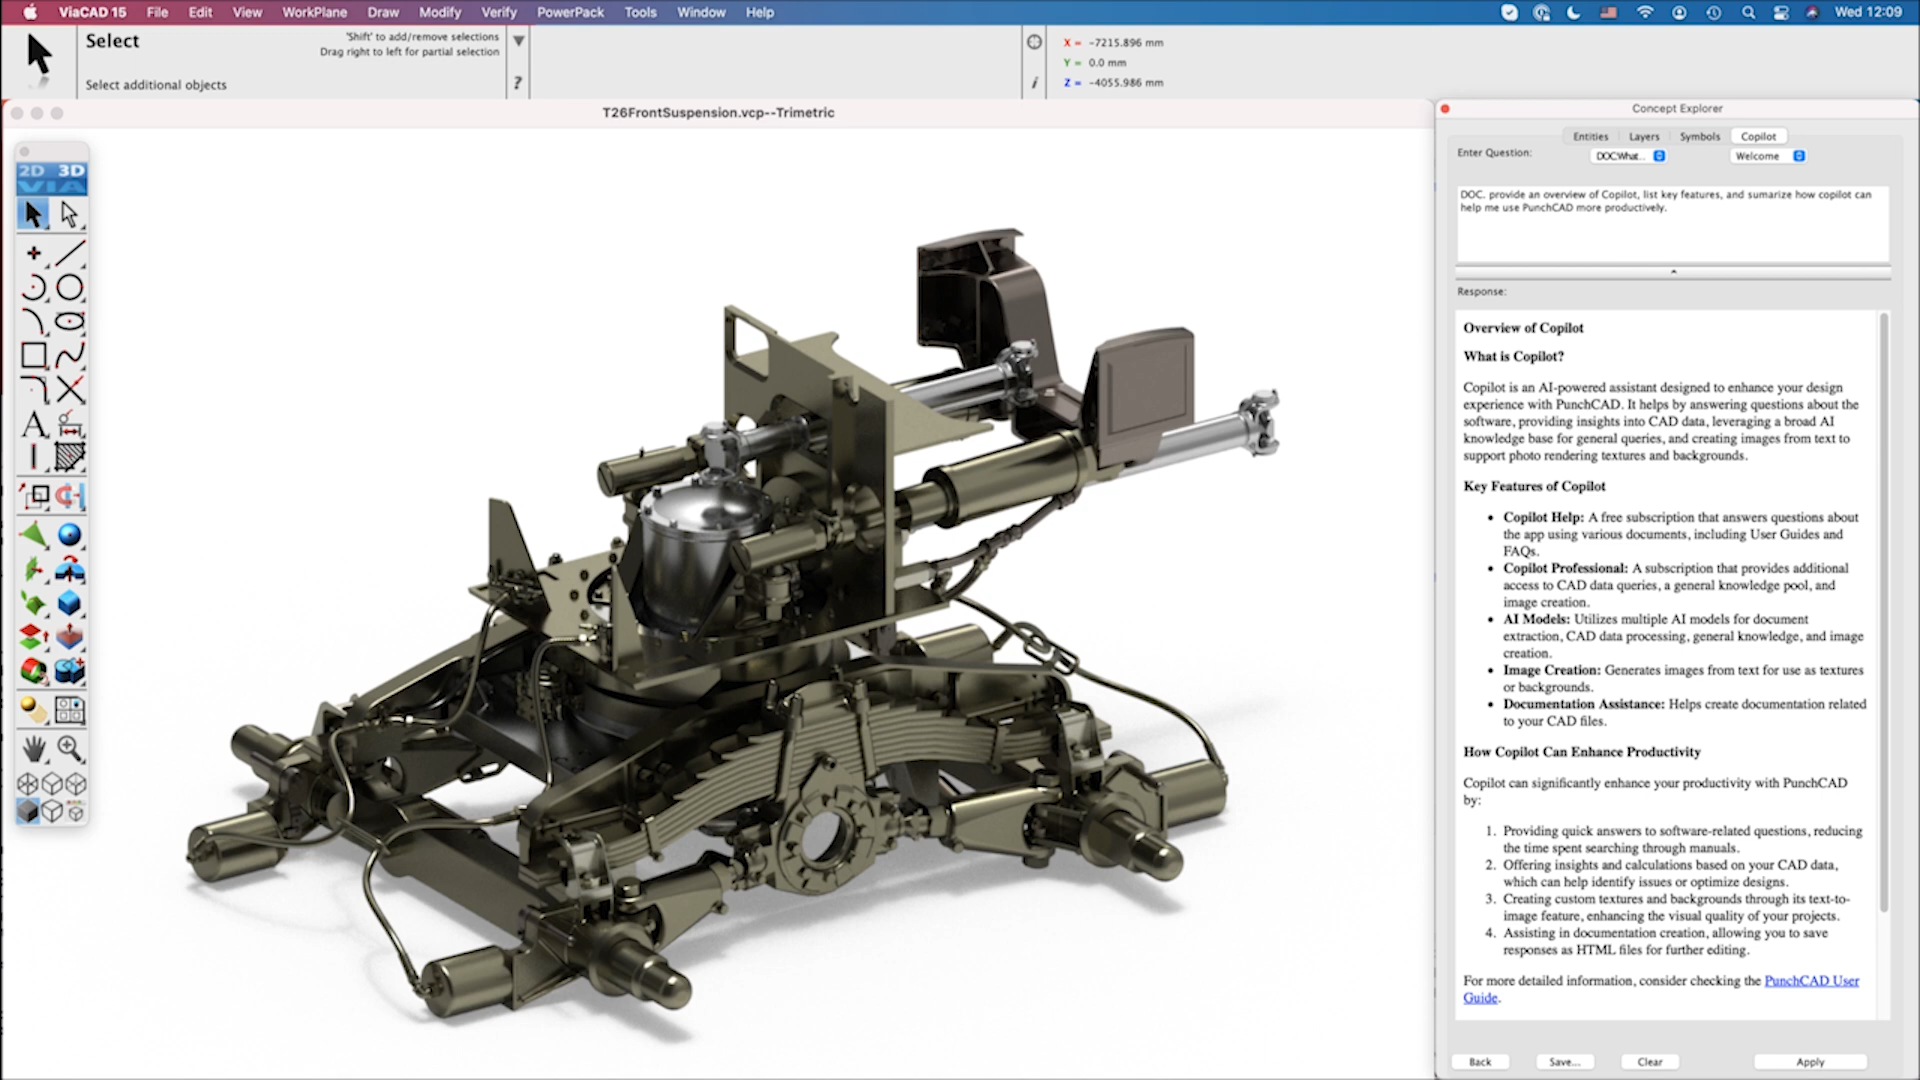 ViaCAD 15 File Edit View WorkPlane Draw Modify Verify PowerPack Tools Window Help
Wed 12:09
Select
'Shift' to add/remove selections
Drag right to left for partial selection
Select additional objects
?
i
X = -7215.896 mm
Y = 0.0 mm
Z = -4055.986 mm
T26FrontSuspension.vcp--Trimetric
2D 3D
VIA
A
Concept Explorer
Entities Layers Symbols Copilot
Enter Question:
DOC:What...
Welcome
DOC. provide an overview of Copilot, list key features, and sumarize how copilot can
help me use PunchCAD more productively.
Response:
Overview of Copilot
What is Copilot?
Copilot is an AI-powered assistant designed to enhance your design
experience with PunchCAD. It helps by answering questions about the
software, providing insights into CAD data, leveraging a broad AI
knowledge base for general queries, and creating images from text to
support photo rendering textures and backgrounds.
Key Features of Copilot
• Copilot Help: A free subscription that answers questions about
the app using various documents, including User Guides and
FAQs.
• Copilot Professional: A subscription that provides additional
access to CAD data queries, a general knowledge pool, and
image creation.
• AI Models: Utilizes multiple AI models for document
extraction, CAD data processing, general knowledge, and image
creation.
• Image Creation: Generates images from text for use as textures
or backgrounds.
• Documentation Assistance: Helps create documentation related
to your CAD files.
How Copilot Can Enhance Productivity
Copilot can significantly enhance your productivity with PunchCAD
by:
1. Providing quick answers to software-related questions, reducing
the time spent searching through manuals.
2. Offering insights and calculations based on your CAD data,
which can help identify issues or optimize designs.
3. Creating custom textures and backgrounds through its text-to-
image feature, enhancing the visual quality of your projects.
4. Assisting in documentation creation, allowing you to save
responses as HTML files for further editing.
For more detailed information, consider checking the PunchCAD User
Guide.
Back Save... Clear Apply